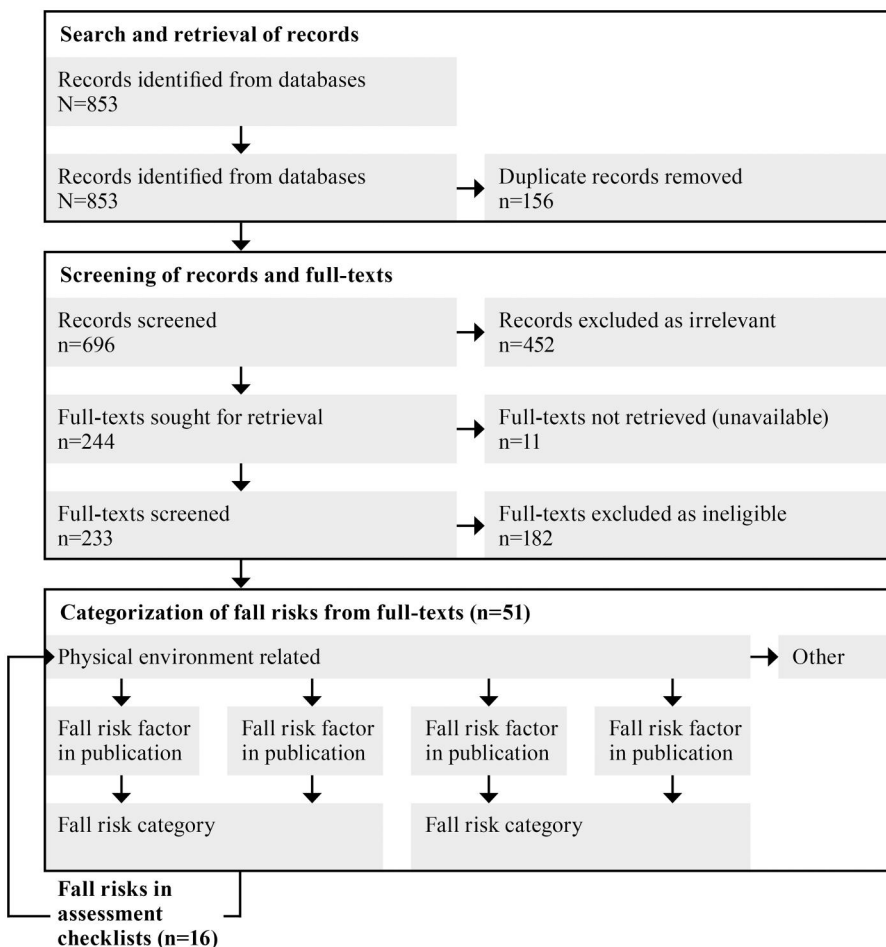 Search and retrieval of records
Records identified from databases
N=853
Records identified from databases
N=853
Duplicate records removed
n=156
Screening of records and full-texts
Records screened
n=696
Records excluded as irrelevant
n=452
Full-texts sought for retrieval
n=244
Full-texts not retrieved (unavailable)
n=11
Full-texts screened
n=233
Full-texts excluded as ineligible
n=182
Categorization of fall risks from full-texts (n=51)
Physical environment related
Other
Fall risk factor
in publication
Fall risk factor
in publication
Fall risk factor
in publication
Fall risk factor
in publication
Fall risk category
Fall risk category
Fall risks in
assessment
checklists (n=16)